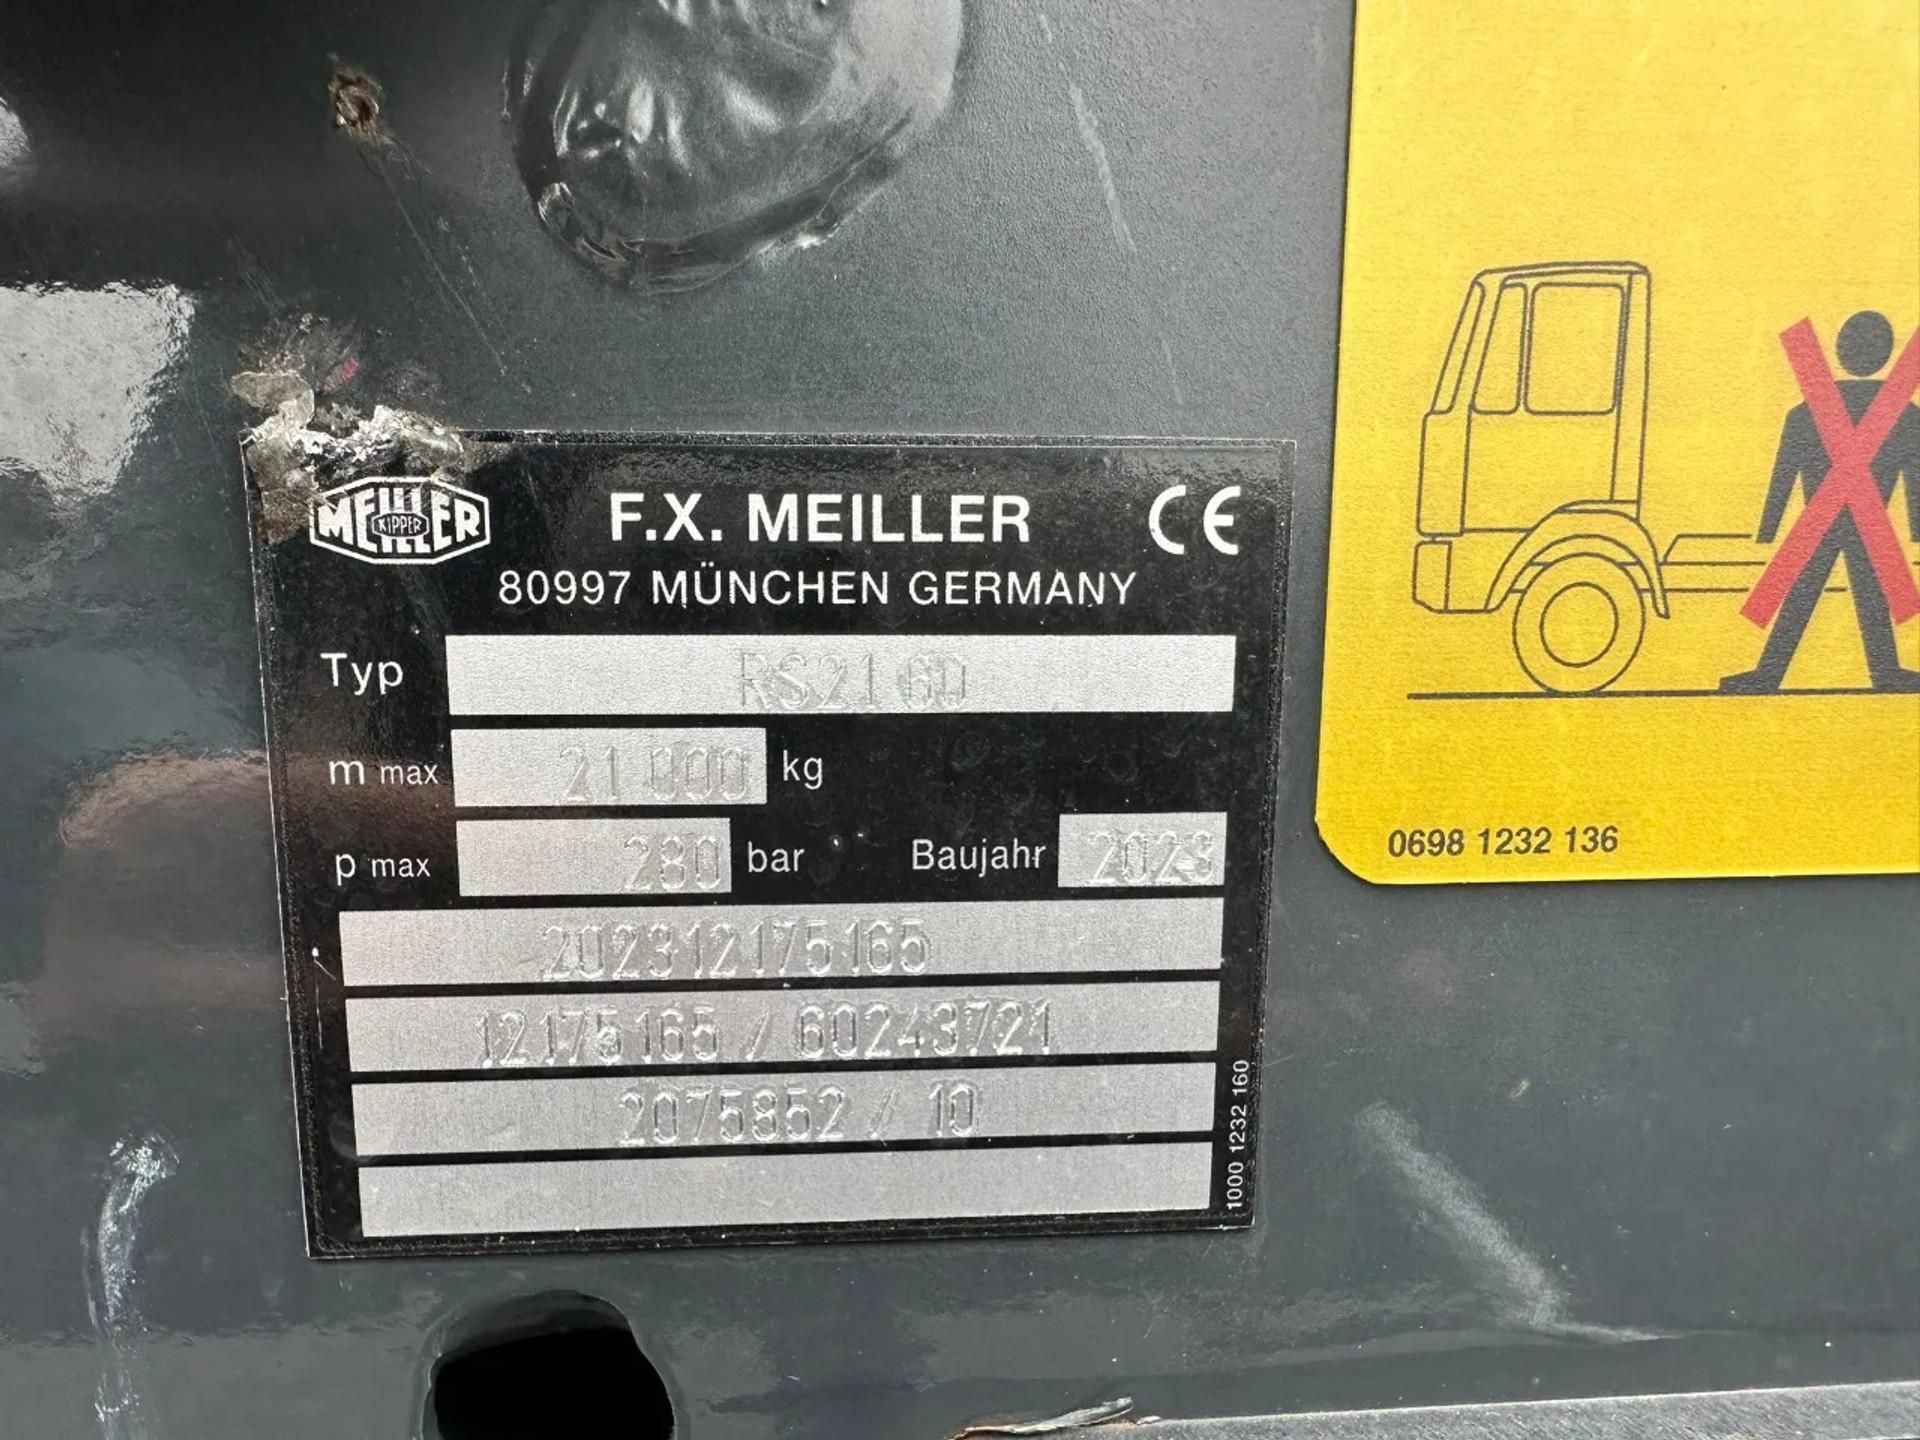 MEILLER
KIPPER
F.X. MEILLER CE
80997 MÜNCHEN GERMANY
Typ RS21 60
m max 21 000 kg
p max 280 bar Baujahr 2023
202312175165
12175165 / 60243721
2075852 / 10
1000 1232 160
0698 1232 136